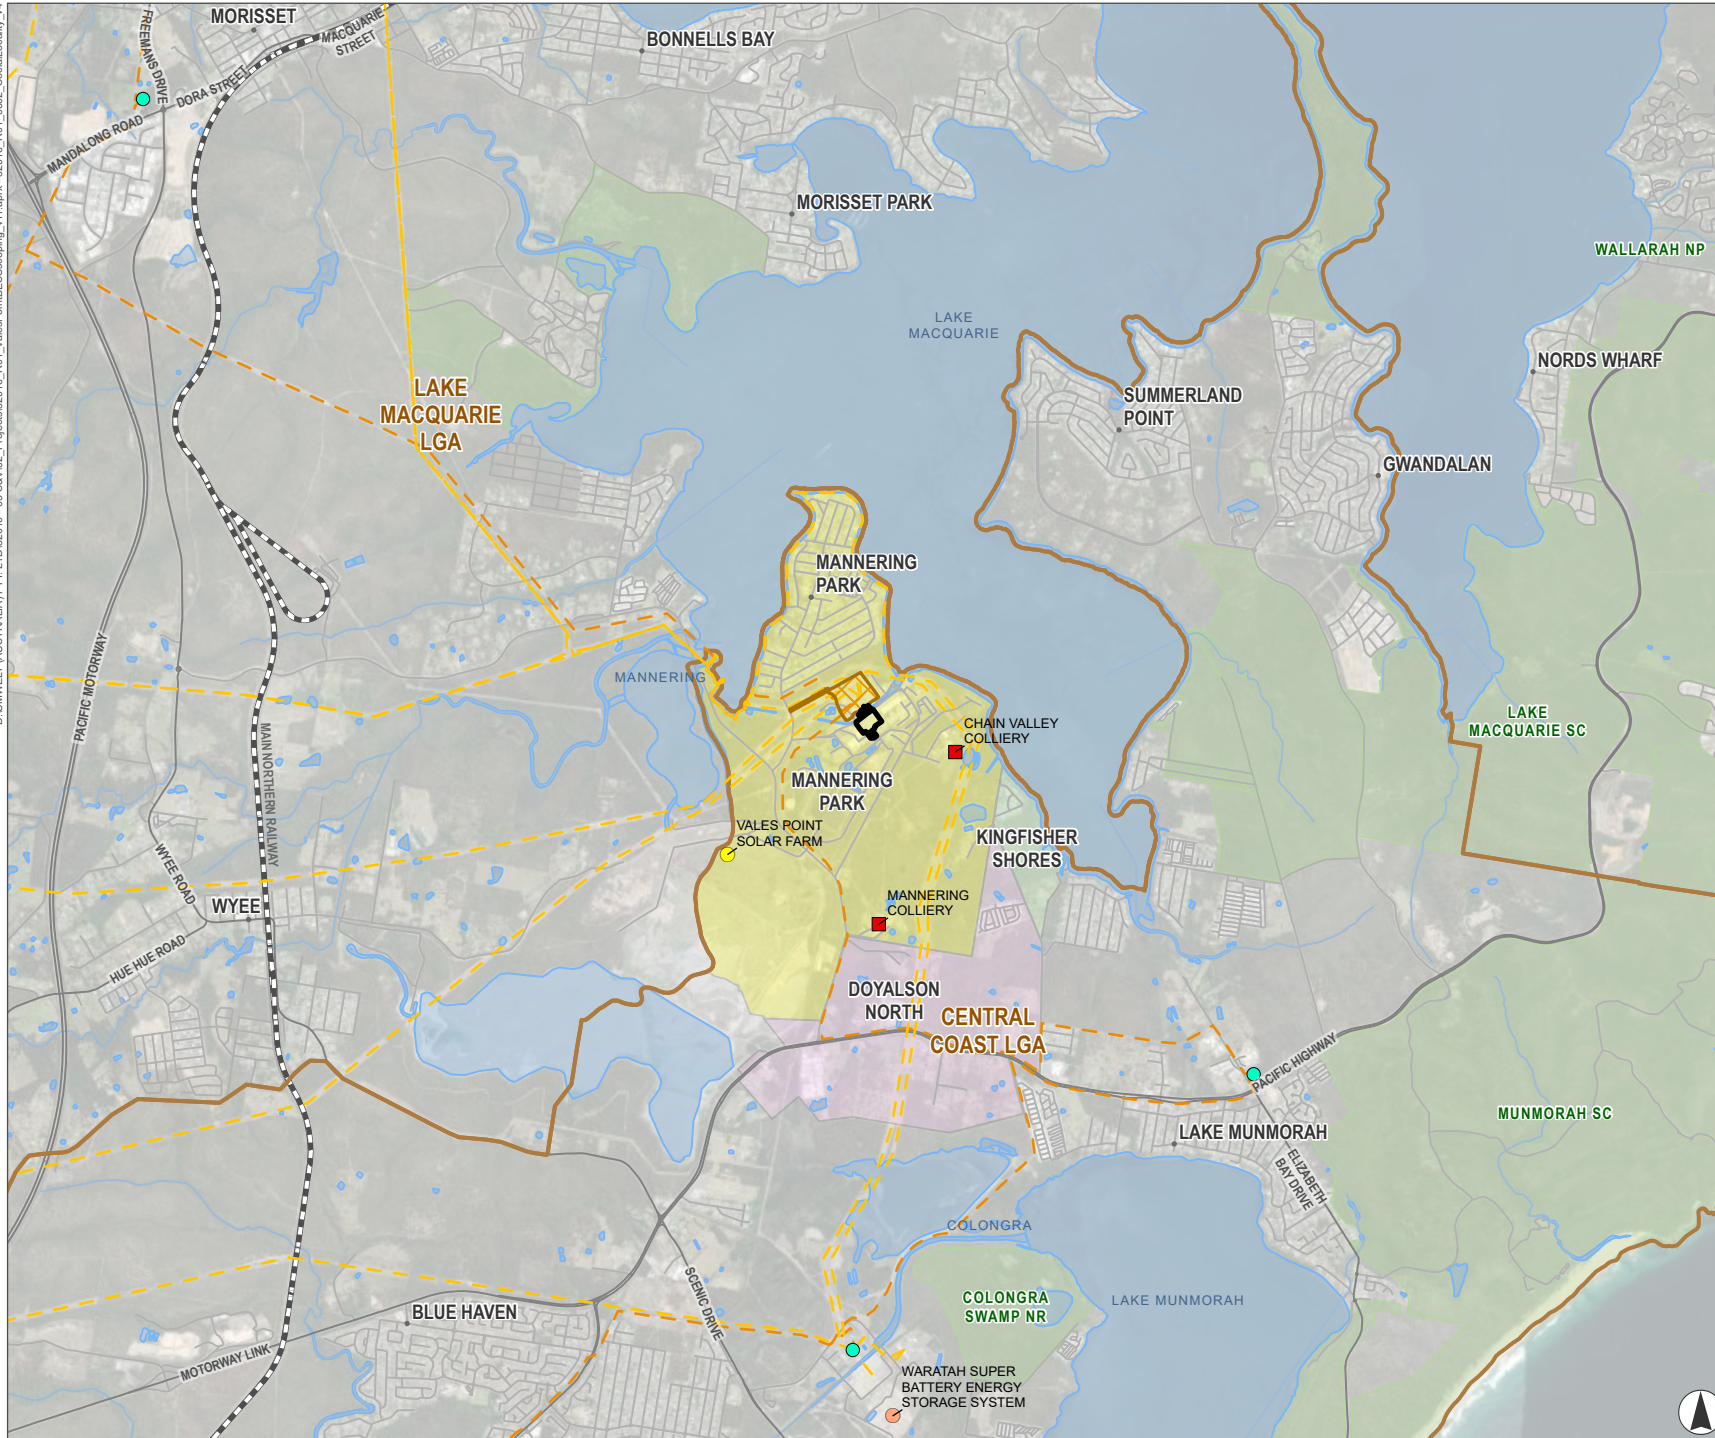 MORISSET
FREEMANS DRIVE
MACQUARIE
STREET
BONNELLS BAY
DORA STREET
MANDALONG ROAD
MORISSET PARK
WALLARAH NP
LAKE
MACQUARIE
NORDS WHARF
LAKE
MACQUARIE
LGA
SUMMERLAND
POINT
GWANDALAN
MANNERING
PARK
PACIFIC MOTORWAY
MANNERING
CHAIN VALLEY
COLLIERY
LAKE
MACQUARIE SC
MAIN NORTHERN RAILWAY
MANNERING
PARK
VALES POINT
SOLAR FARM
KINGFISHER
SHORES
WYEE ROAD
WYEE
MANNERING
COLLIERY
HUE HUE ROAD
DOYALSON
NORTH
CENTRAL
COAST LGA
PACIFIC HIGHWAY
MUNMORAH SC
LAKE MUNMORAH
ELIZABETH
BAY DRIVE
COLONGRA
SCENIC DRIVE
COLONGRA
SWAMP NR
LAKE MUNMORAH
BLUE HAVEN
MOTORWAY LINK
WARATAH SUPER
BATTERY ENERGY
STORAGE SYSTEM